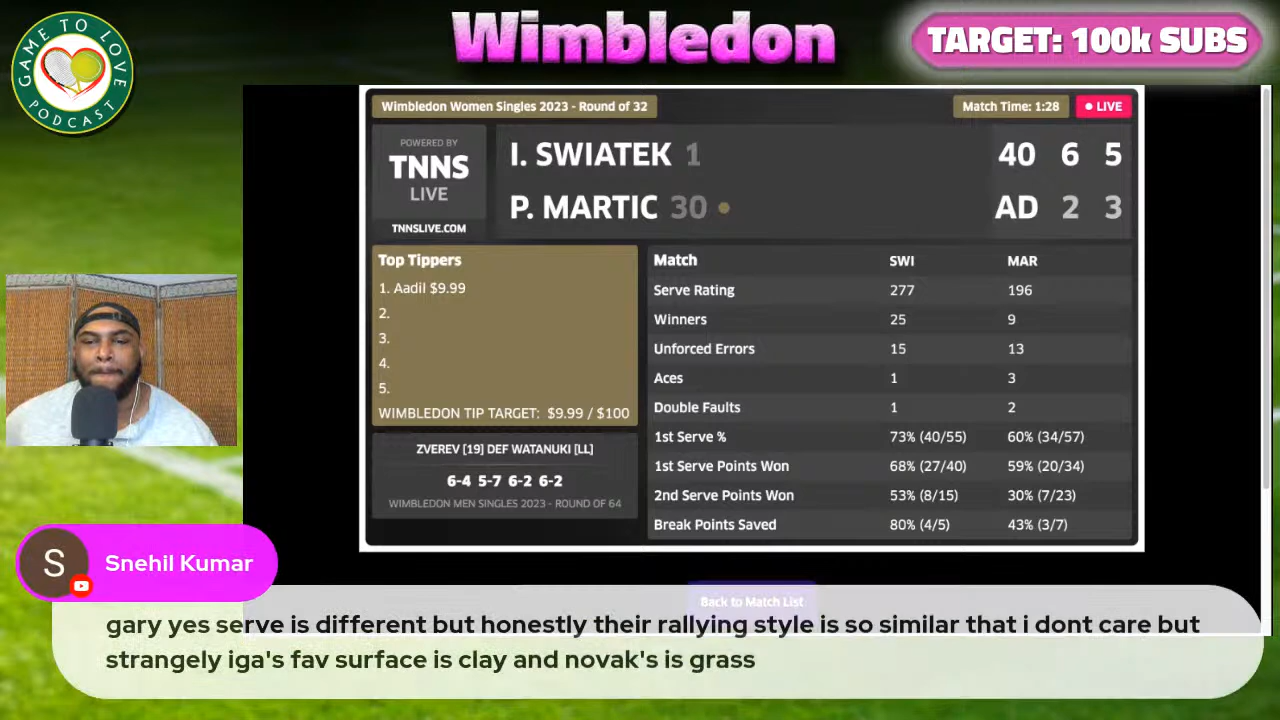 GAME TO LOVE
PODCAST
Wimbledon
TARGET: 100k SUBS
Wimbledon Women Singles 2023 - Round of 32
Match Time: 1:28
● LIVE
POWERED BY
TNNS
LIVE
TNNSLIVE.COM
I. SWIATEK 1 40 6 5
P. MARTIC 30 AD 2 3
Top Tippers
1. Aadil $9.99
2.
3.
4.
5.
WIMBLEDON TIP TARGET: $9.99 / $100
ZVEREV [19] DEF WATANUKI [LL]
6-4 5-7 6-2 6-2
WIMBLEDON MEN SINGLES 2023 - ROUND OF 64
Match SWI MAR
Serve Rating 277 196
Winners 25 9
Unforced Errors 15 13
Aces 1 3
Double Faults 1 2
1st Serve % 73% (40/55) 60% (34/57)
1st Serve Points Won 68% (27/40) 59% (20/34)
2nd Serve Points Won 53% (8/15) 30% (7/23)
Break Points Saved 80% (4/5) 43% (3/7)
Back to Match List
S
Snehil Kumar
gary yes serve is different but honestly their rallying style is so similar that i dont care but
strangely iga's fav surface is clay and novak's is grass